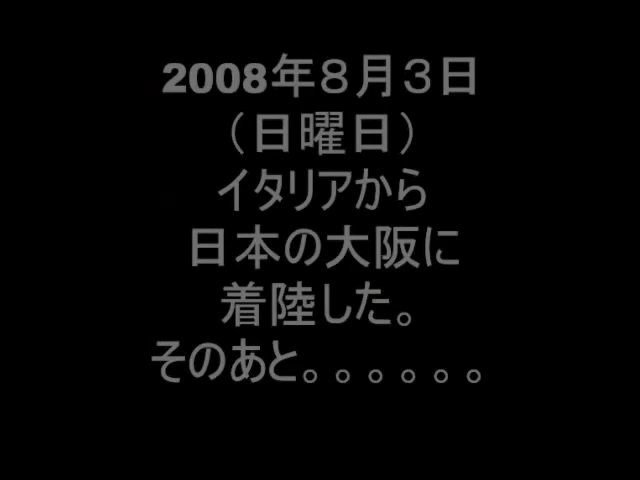 2008年８月３日
（日曜日）
イタリアから
日本の大阪に
着陸した。
そのあと。。。。。。